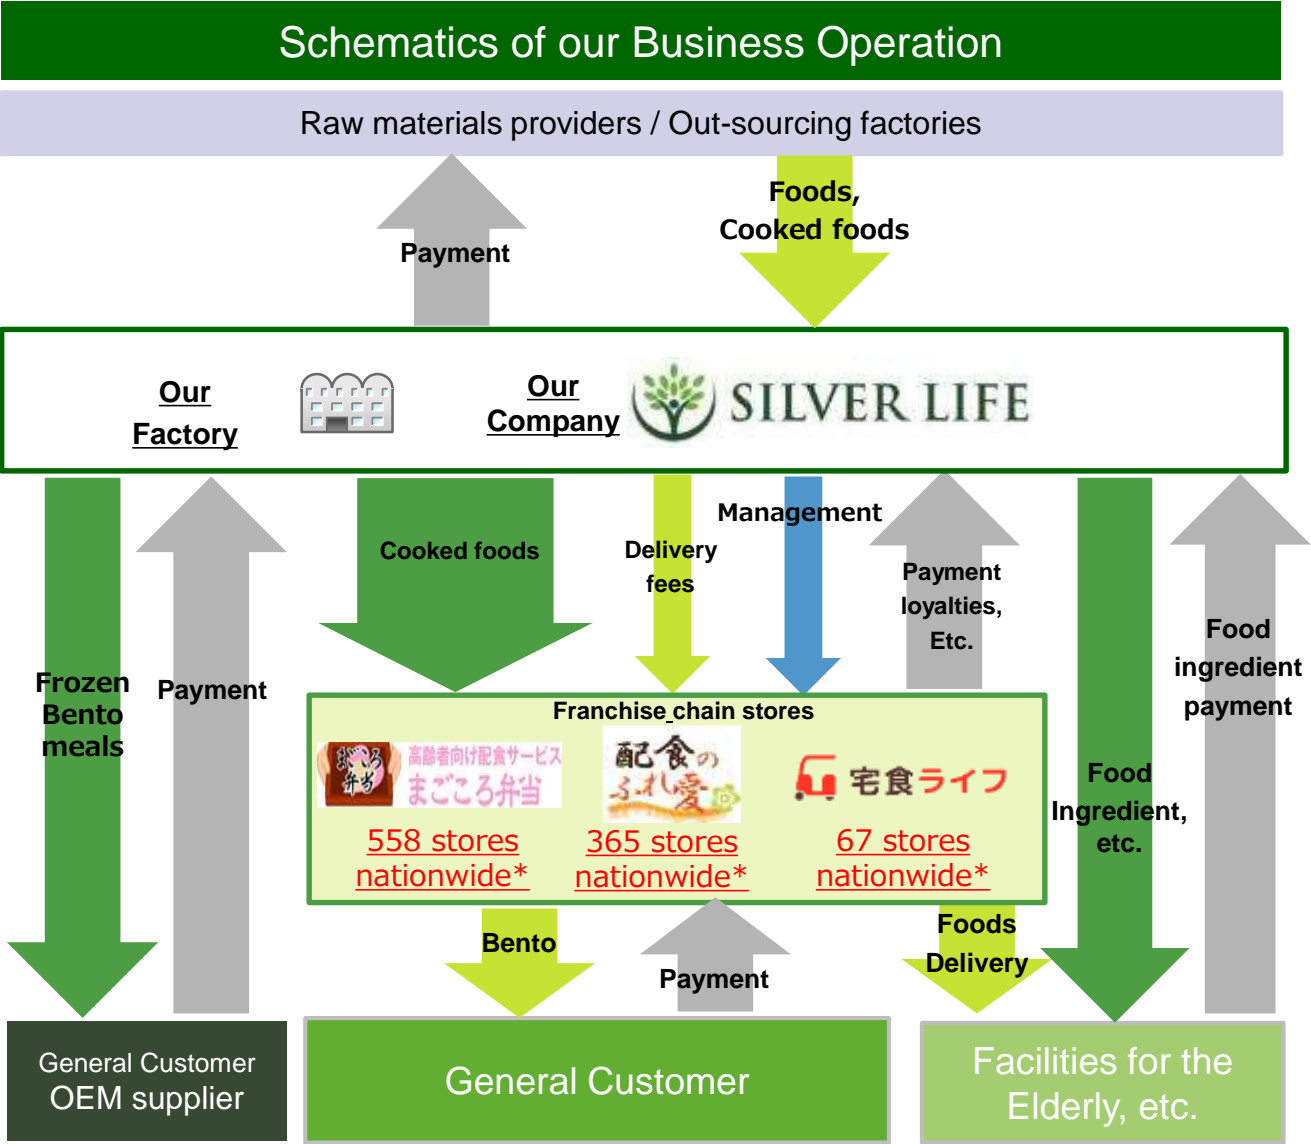 Schematics of our Business Operation
Raw materials providers / Out-sourcing factories
Payment
Foods,
Cooked foods
Our
Factory
Our
Company
SILVER LIFE
Frozen
Bento
meals
Payment
Cooked foods
Delivery
fees
Management
Payment
loyalties,
Etc.
Food
Ingredient,
etc.
Food
ingredient
payment
Franchise chain stores
まごころ
弁当
高齢者向け配食サービス
まごころ弁当
558 stores
nationwide*
配食の
ふれ愛
365 stores
nationwide*
宅食ライフ
67 stores
nationwide*
Bento
Payment
Foods
Delivery
General Customer
OEM supplier
General Customer
Facilities for the
Elderly, etc.